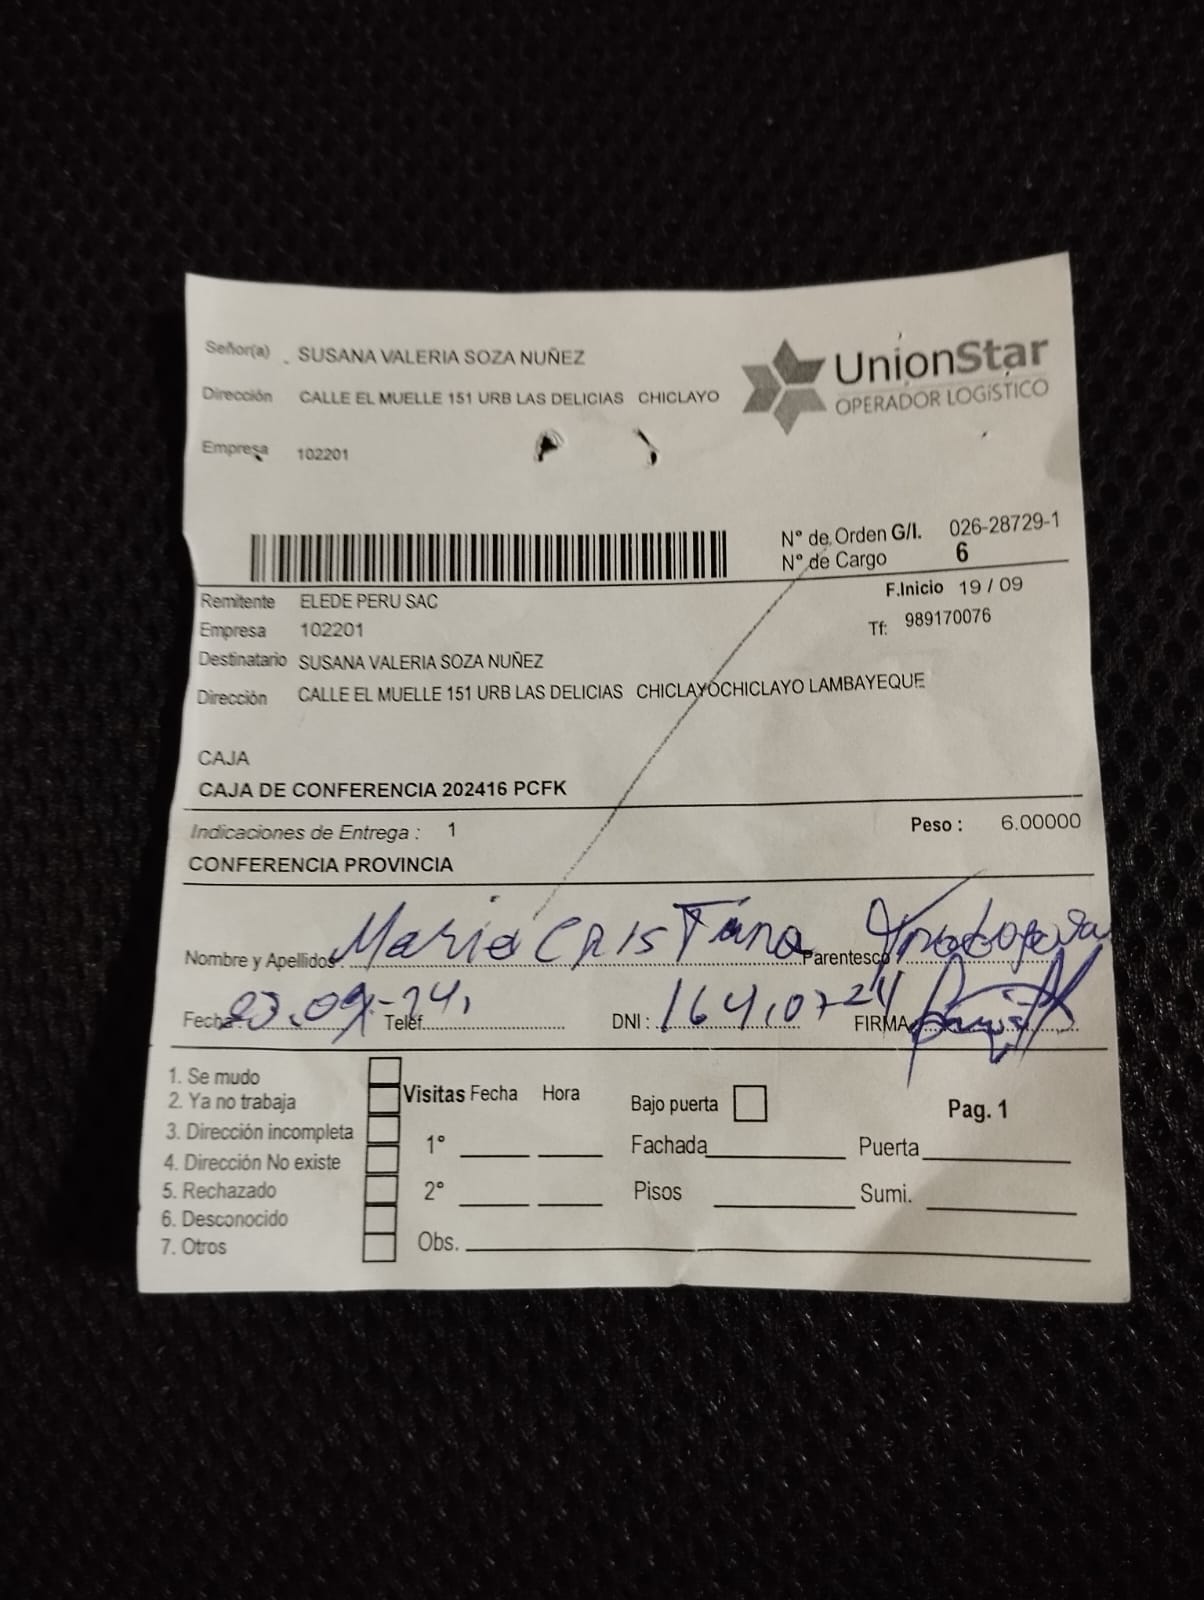 Señor(a) SUSANA VALERIA SOZA NUÑEZ
UnionStar
OPERADOR LOGÍSTICO
Dirección CALLE EL MUELLE 151 URB LAS DELICIAS CHICLAYO
Empresa 102201
N° de Orden G/I. 026-28729-1
N° de Cargo 6
F.Inicio 19 / 09
Remitente ELEDE PERU SAC
Empresa 102201
Tf: 989170076
Destinatario SUSANA VALERIA SOZA NUÑEZ
Dirección CALLE EL MUELLE 151 URB LAS DELICIAS CHICLAYOCHICLAYO LAMBAYEQUE
CAJA
CAJA DE CONFERENCIA 202416 PCFK
Indicaciones de Entrega : 1 Peso : 6.00000
CONFERENCIA PROVINCIA
Nombre y Apellidos: Maria CRISTina Parentesco
Fecha 23.09-24, Teléf. DNI : FIRMA
1. Se mudo
2. Ya no trabaja
3. Dirección incompleta
4. Dirección No existe
5. Rechazado
6. Desconocido
7. Otros
Visitas Fecha Hora
1°
2°
Obs.
Bajo puerta Pag. 1
Fachada Puerta
Pisos Sumi.